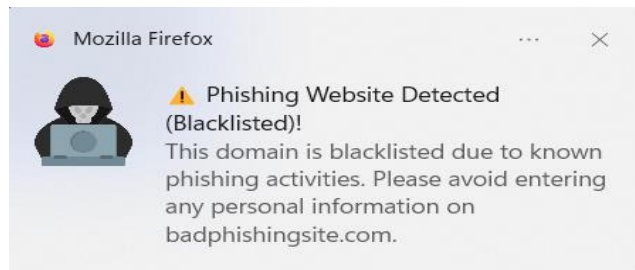 Mozilla Firefox
⚠ Phishing Website Detected
(Blacklisted)!
This domain is blacklisted due to known
phishing activities. Please avoid entering
any personal information on
badphishingsite.com.